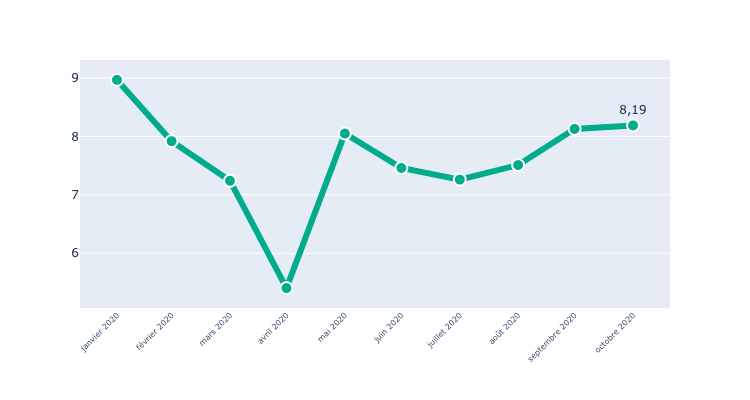 9
8
7
6
8,19
janvier 2020
février 2020
mars 2020
avril 2020
mai 2020
juin 2020
juillet 2020
août 2020
septembre 2020
octobre 2020